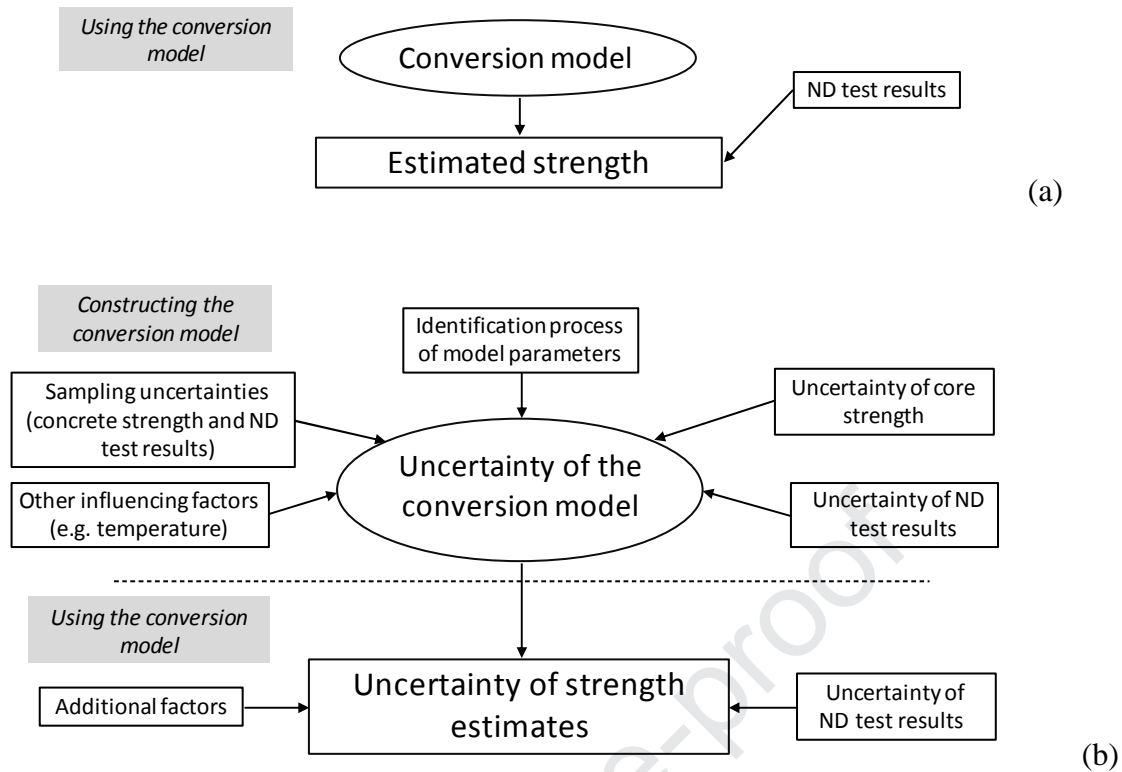 Using the conversion
model
Conversion model
ND test results
Estimated strength
(a)
Constructing the
conversion model
Identification process
of model parameters
Sampling uncertainties
(concrete strength and ND
test results)
Uncertainty of core
strength
Uncertainty of the
conversion model
Other influencing factors
(e.g. temperature)
Uncertainty of ND
test results
Using the conversion
model
Uncertainty of strength
estimates
Additional factors
Uncertainty of
ND test results
(b)
e-proof